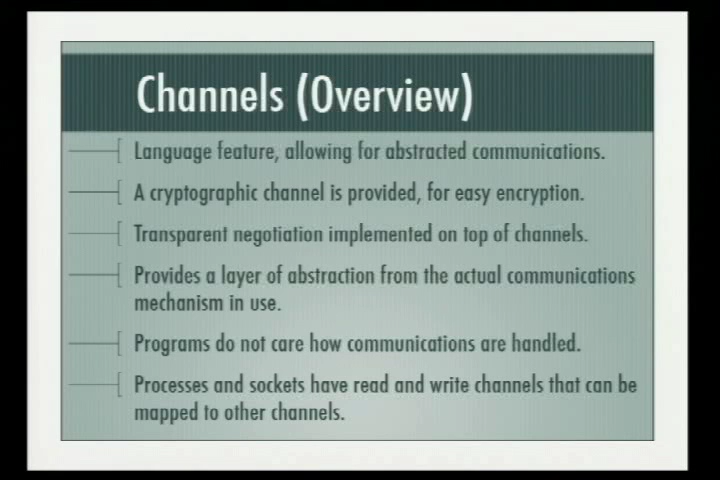 Channels (Overview)
Language feature, allowing for abstracted communications.
A cryptographic channel is provided, for easy encryption.
Transparent negotiation implemented on top of channels.
Provides a layer of abstraction from the actual communications
mechanism in use.
Programs do not care how communications are handled.
Processes and sockets have read and write channels that can be
mapped to other channels.